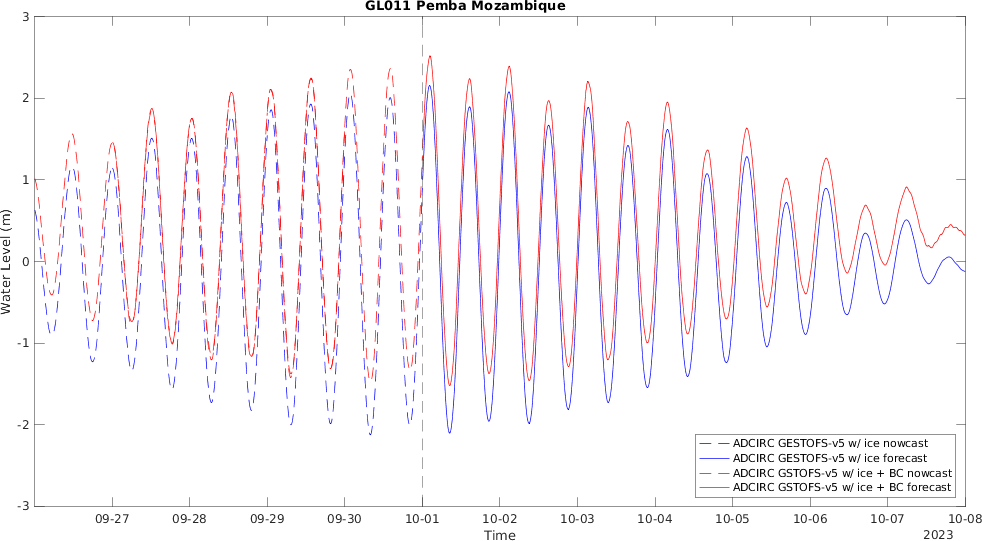 GL011 Pemba Mozambique
3
2
1
0
-1
-2
-3
Water Level (m)
ADCIRC GESTOFS-v5 w/ ice nowcast
ADCIRC GESTOFS-v5 w/ ice forecast
ADCIRC GSTOFS-v5 w/ ice + BC nowcast
ADCIRC GSTOFS-v5 w/ ice + BC forecast
09-27 09-28 09-29 09-30 10-01 10-02 10-03 10-04 10-05 10-06 10-07 10-08
Time
2023